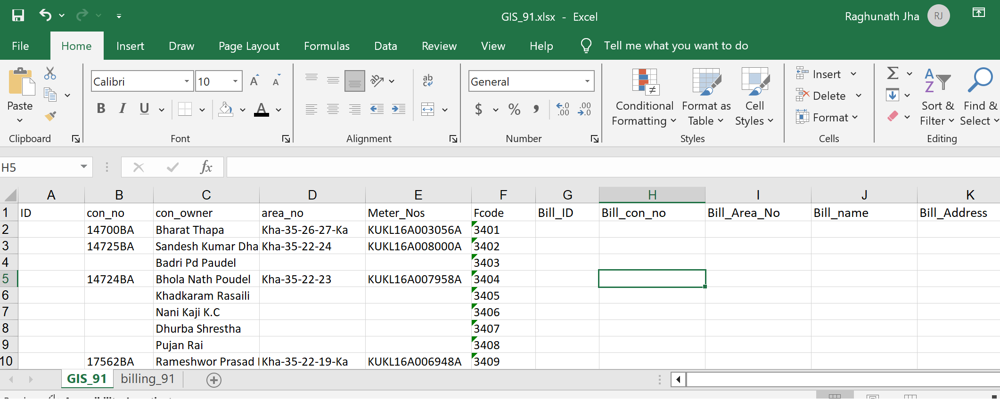 GIS_91.xlsx - Excel
Raghunath Jha
RJ
File Home Insert Draw Page Layout Formulas Data Review View Help Tell me what you want to do
Paste
Clipboard
Calibri 10
B I U
Font
Alignment
General
$ % ,
Number
Conditional Formatting
Format as Table
Cell Styles
Styles
Insert
Delete
Format
Cells
Sort & Filter
Find & Select
Editing
H5
fx
A B C D E F G H I J K
1 ID con_no con_owner area_no Meter_Nos Fcode Bill_ID Bill_con_no Bill_Area_No Bill_name Bill_Address
2 14700BA Bharat Thapa Kha-35-26-27-Ka KUKL16A003056A 3401
3 14725BA Sandesh Kumar Dha Kha-35-22-24 KUKL16A008000A 3402
4 Badri Pd Paudel 3403
5 14724BA Bhola Nath Poudel Kha-35-22-23 KUKL16A007958A 3404
6 Khadkaram Rasaili 3405
7 Nani Kaji K.C 3406
8 Dhurba Shrestha 3407
9 Pujan Rai 3408
10 17562BA Rameshwor Prasad Kha-35-22-19-Ka KUKL16A006948A 3409
GIS_91 billing_91